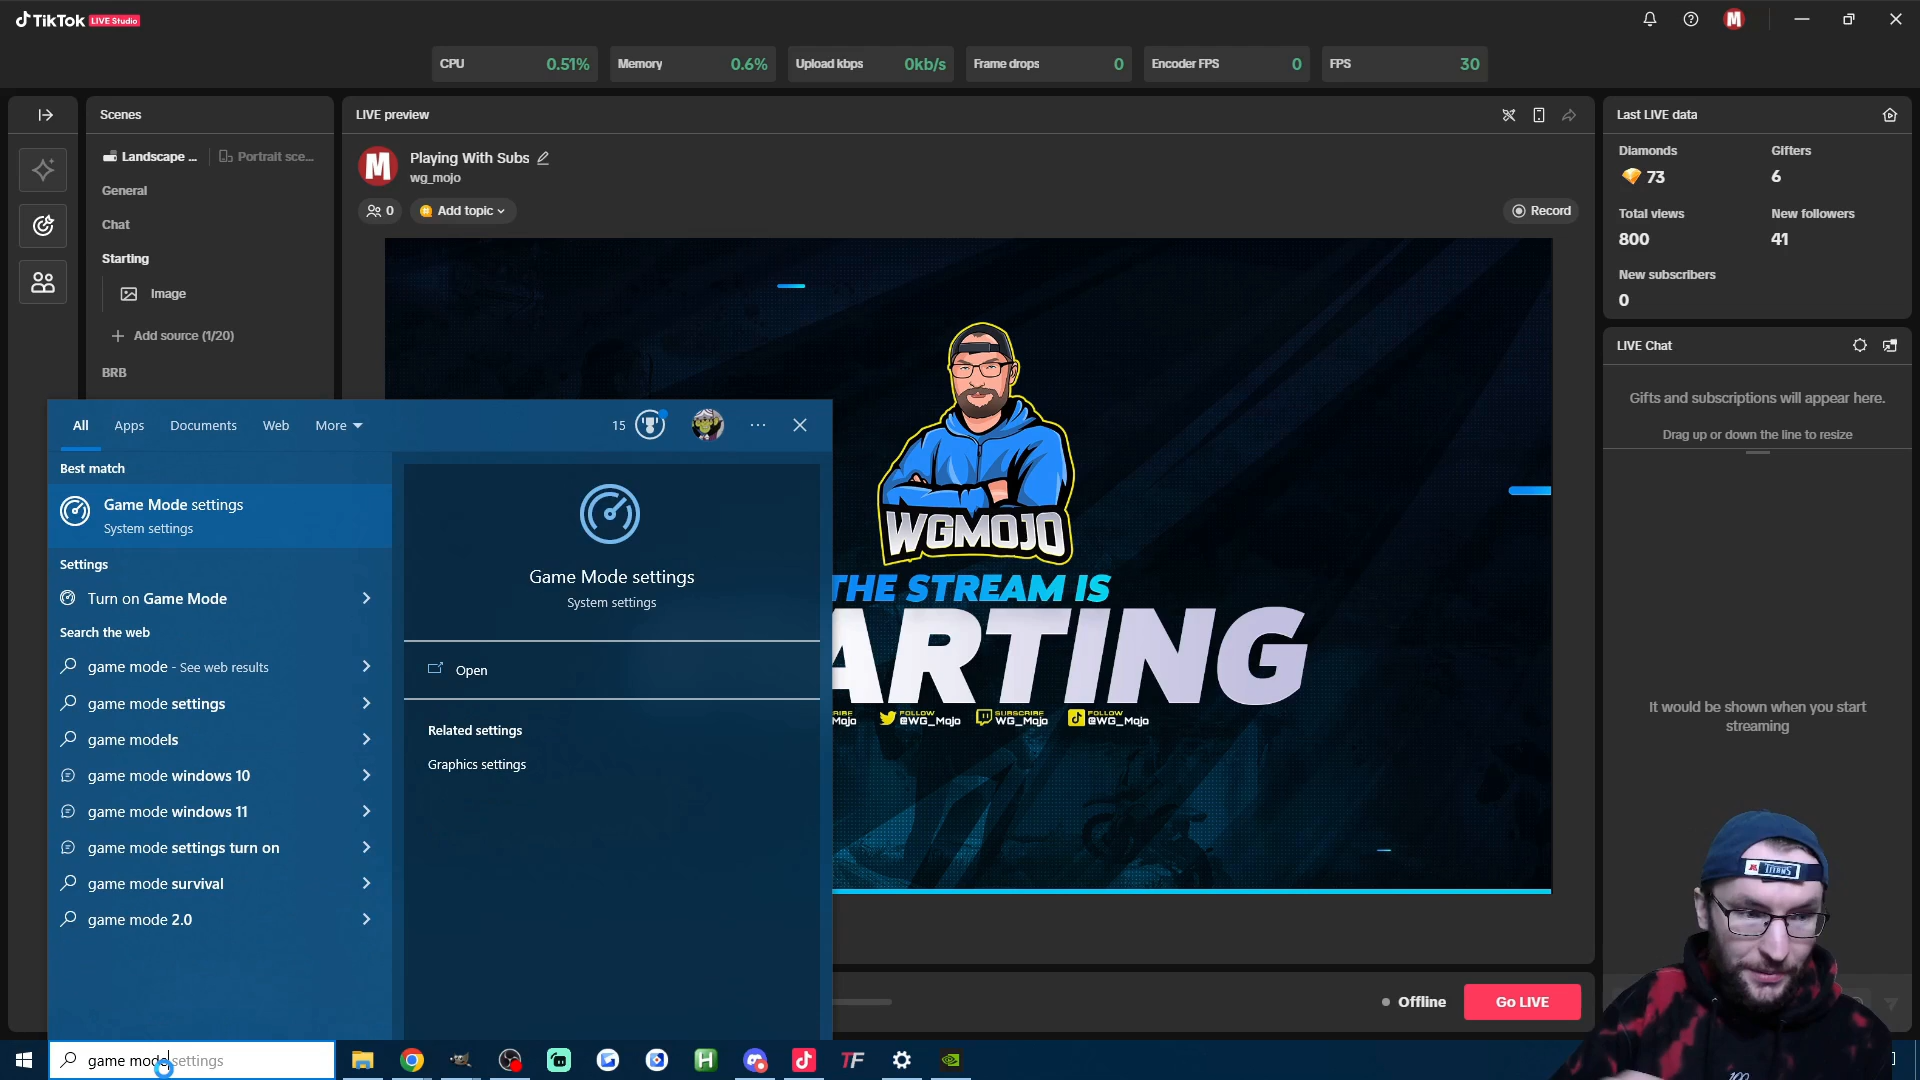 TikTok LIVE Studio
CPU 0.51%
Memory 0.6%
Upload kbps 0kb/s
Frame drops 0
Encoder FPS 0
FPS 30
Scenes
Landscape ...
Portrait sce...
General
Chat
Starting
Image
Add source (1/20)
BRB
LIVE preview
M
Playing With Subs
wg_mojo
0
Add topic
Record
WGMOJO
THE STREAM IS
ARTING
Mojo
FOLLOW
@WG_Mojo
SUBSCRIBE
WG_Mojo
FOLLOW
@WG_Mojo
Offline
Go LIVE
Last LIVE data
Diamonds
73
Gifters
6
Total views
800
New followers
41
New subscribers
0
LIVE Chat
Gifts and subscriptions will appear here.
Drag up or down the line to resize
It would be shown when you start
streaming
All
Apps
Documents
Web
More
15
Best match
Game Mode settings
System settings
Settings
Turn on Game Mode
Search the web
game mode - See web results
game mode settings
game models
game mode windows 10
game mode windows 11
game mode settings turn on
game mode survival
game mode 2.0
Game Mode settings
System settings
Open
Related settings
Graphics settings
game mode settings
H
TF
TITANS